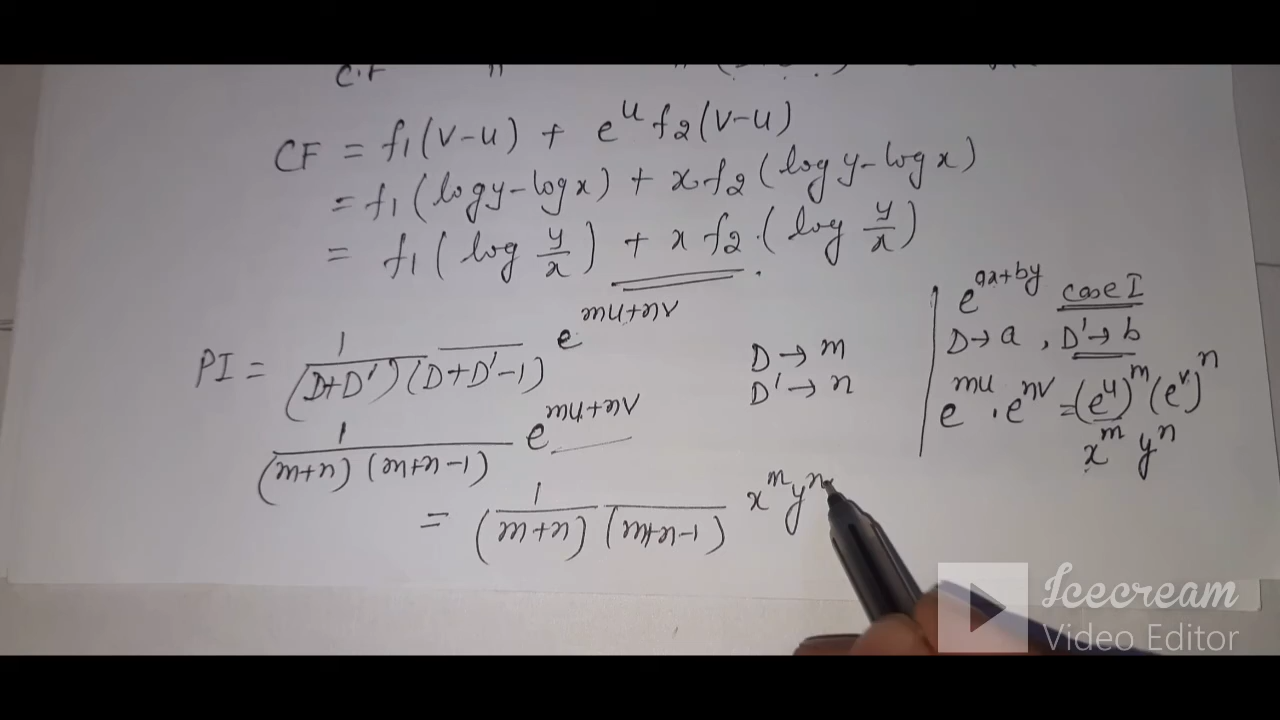 C.F " "
CF = f₁(v-u) + e^u f₂(v-u)
= f₁(log y - log x) + x f₂(log y - log x)
= f₁(log y/x) + x f₂.(log y/x)
PI = 1/((D+D')(D+D'-1)) e^(mu+nv)
D → m
D' → n
1/((m+n)(m+n-1)) e^(mu+nv)
= 1/((m+n)(m+n-1)) x^m y^n
e^(ax+by) case I
D→a , D'→b
e^(mu) . e^(nv) = (e^u)^m (e^v)^n
x^m y^n
Icecream
Video Editor